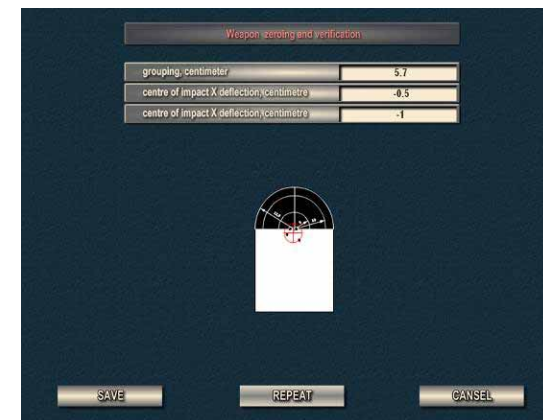 Weapon zeroing and verification
grouping, centimeter 5.7
centre of impact X deflection, centimetre -0.5
centre of impact X deflection, centimetre -1
SAVE REPEAT CANSEL